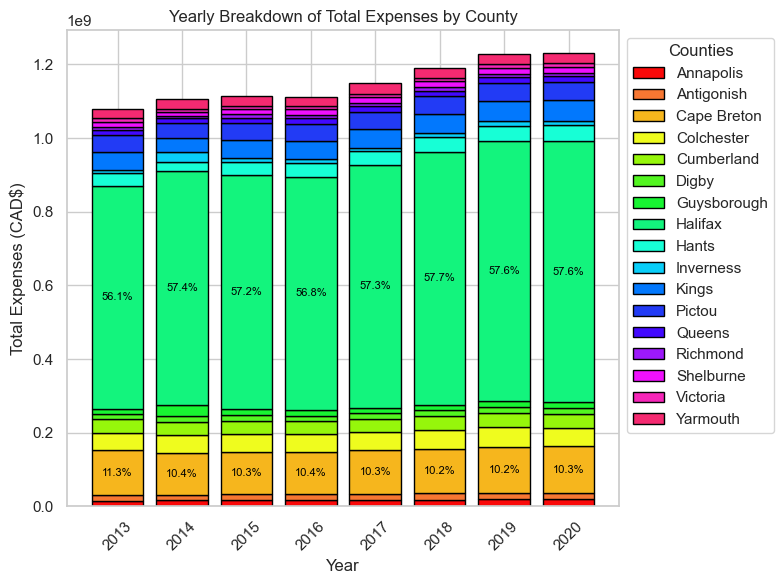 Yearly Breakdown of Total Expenses by County
1e9
Total Expenses (CAD$)
1.2
1.0
0.8
0.6
0.4
0.2
0.0
56.1%
57.4%
57.2%
56.8%
57.3%
57.7%
57.6%
57.6%
11.3%
10.4%
10.3%
10.4%
10.3%
10.2%
10.2%
10.3%
2013
2014
2015
2016
2017
2018
2019
2020
Year
Counties
Annapolis
Antigonish
Cape Breton
Colchester
Cumberland
Digby
Guysborough
Halifax
Hants
Inverness
Kings
Pictou
Queens
Richmond
Shelburne
Victoria
Yarmouth